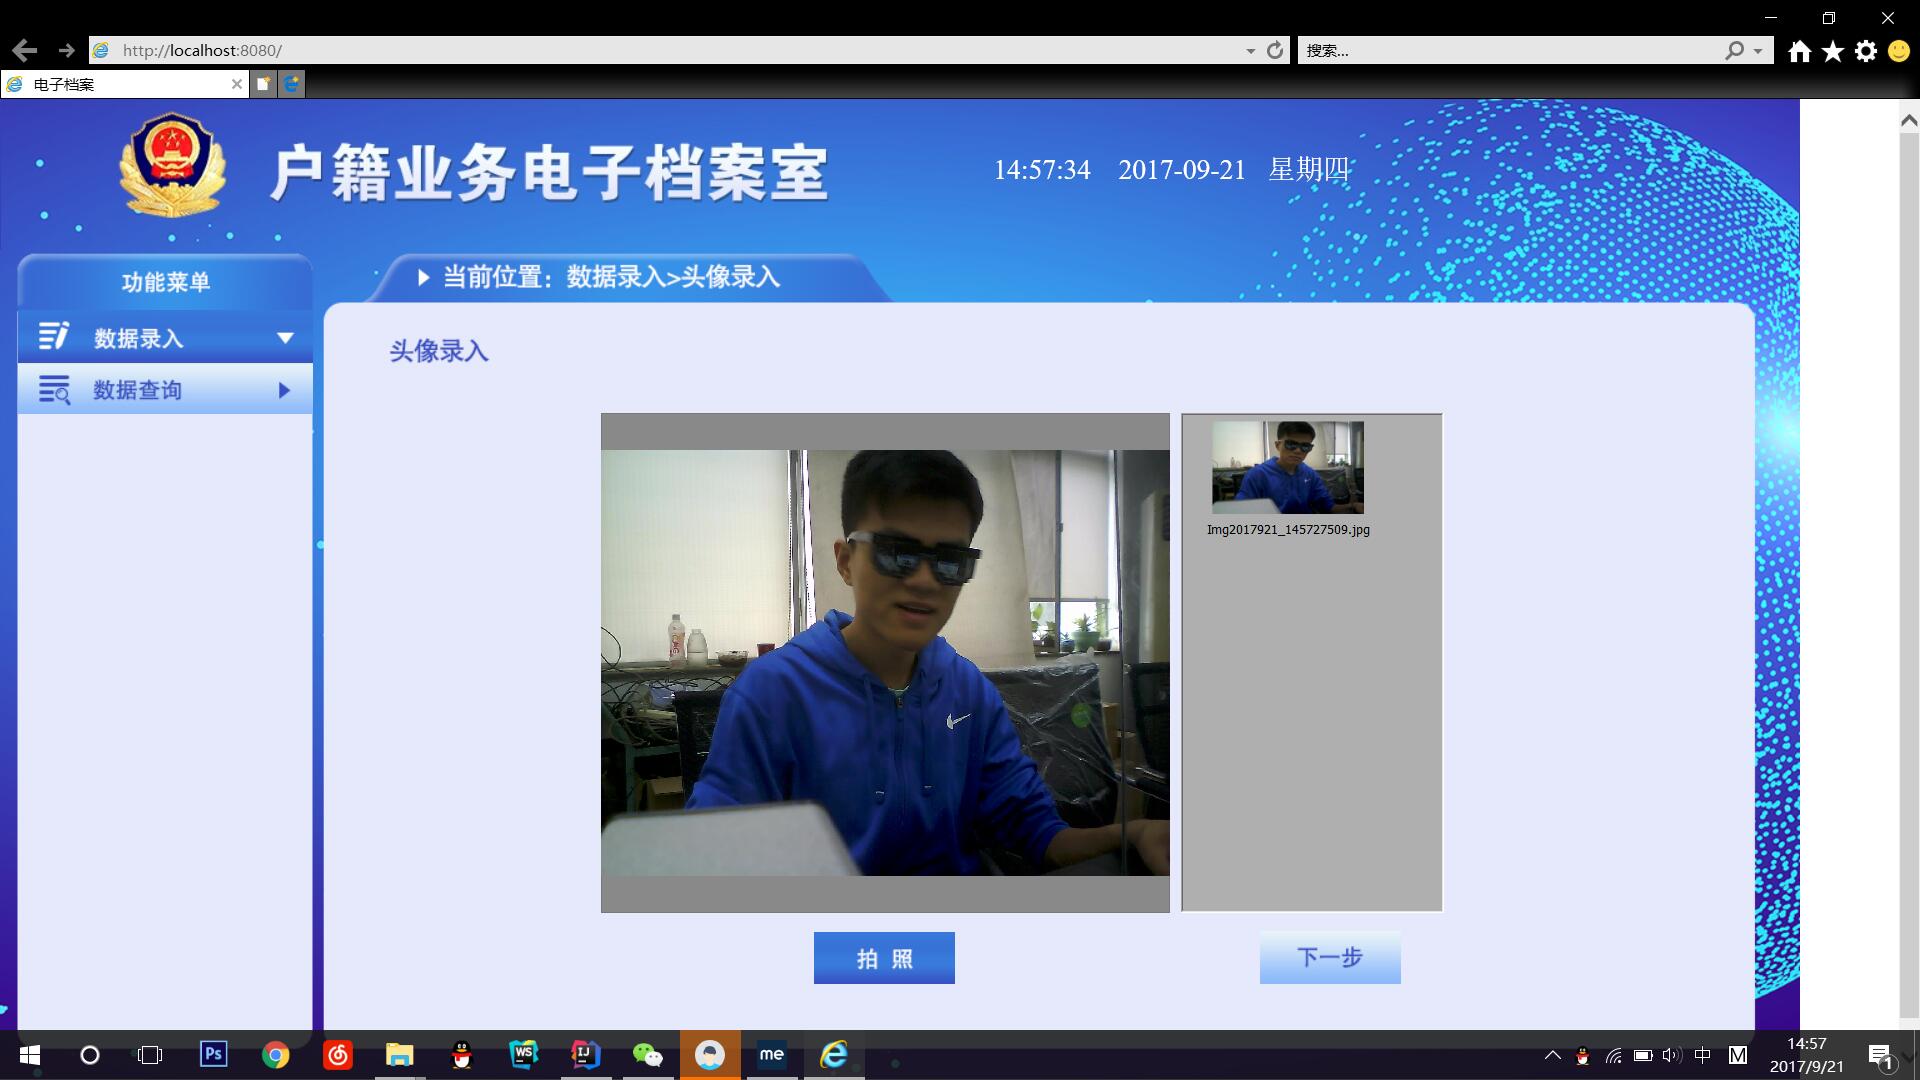 http://localhost:8080/
搜索...
电子档案
户籍业务电子档案室
14:57:34 2017-09-21 星期四
功能菜单
当前位置：数据录入>头像录入
数据录入
头像录入
数据查询
Img2017921_145727509.jpg
拍 照
下一步
Ps
WS
IJ
me
中
M
14:57
2017/9/21
1